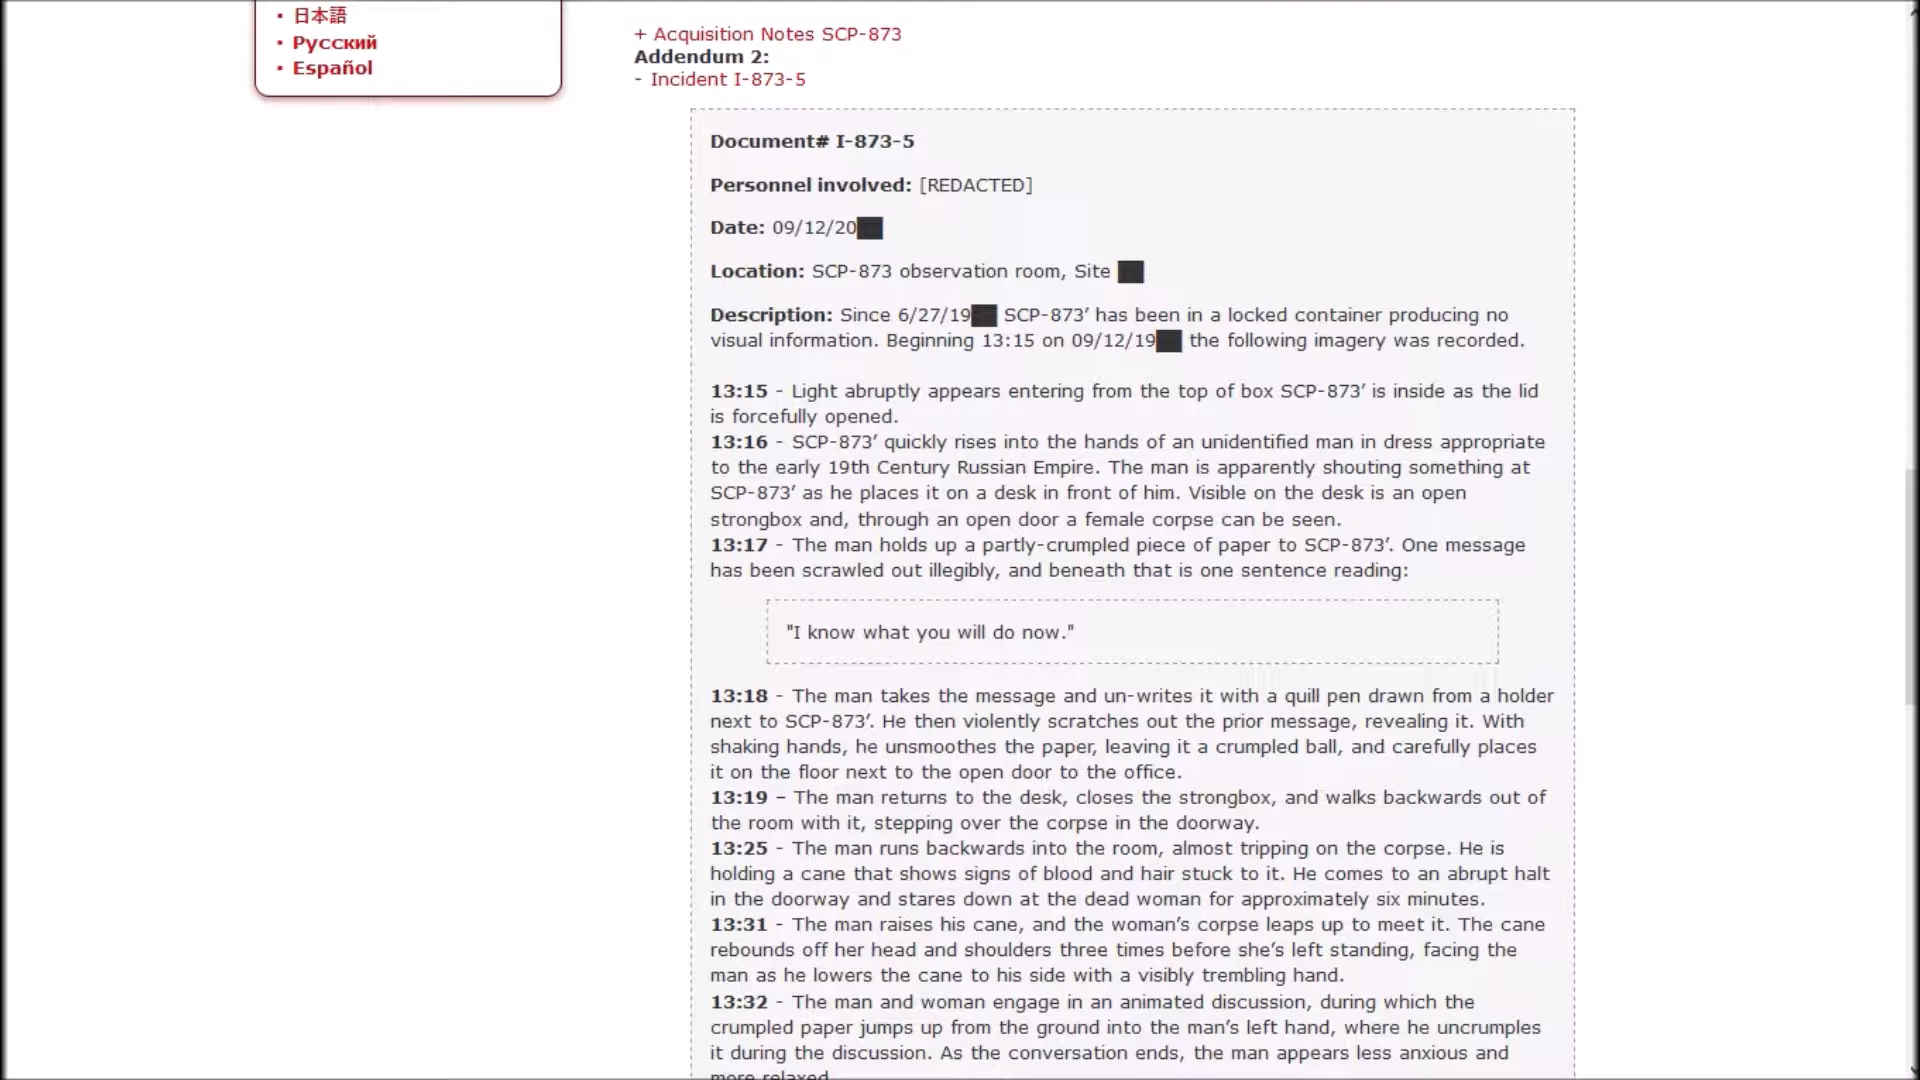 • 日本語
• Русский
• Español
+ Acquisition Notes SCP-873
Addendum 2:
- Incident I-873-5
Document# I-873-5
Personnel involved: [REDACTED]
Date: 09/12/20██
Location: SCP-873 observation room, Site ██
Description: Since 6/27/19██ SCP-873′ has been in a locked container producing no
visual information. Beginning 13:15 on 09/12/19██ the following imagery was recorded.
13:15 - Light abruptly appears entering from the top of box SCP-873′ is inside as the lid
is forcefully opened.
13:16 - SCP-873′ quickly rises into the hands of an unidentified man in dress appropriate
to the early 19th Century Russian Empire. The man is apparently shouting something at
SCP-873′ as he places it on a desk in front of him. Visible on the desk is an open
strongbox and, through an open door a female corpse can be seen.
13:17 - The man holds up a partly-crumpled piece of paper to SCP-873′. One message
has been scrawled out illegibly, and beneath that is one sentence reading:
"I know what you will do now."
13:18 - The man takes the message and un-writes it with a quill pen drawn from a holder
next to SCP-873′. He then violently scratches out the prior message, revealing it. With
shaking hands, he unsmoothes the paper, leaving it a crumpled ball, and carefully places
it on the floor next to the open door to the office.
13:19 – The man returns to the desk, closes the strongbox, and walks backwards out of
the room with it, stepping over the corpse in the doorway.
13:25 - The man runs backwards into the room, almost tripping on the corpse. He is
holding a cane that shows signs of blood and hair stuck to it. He comes to an abrupt halt
in the doorway and stares down at the dead woman for approximately six minutes.
13:31 - The man raises his cane, and the woman’s corpse leaps up to meet it. The cane
rebounds off her head and shoulders three times before she’s left standing, facing the
man as he lowers the cane to his side with a visibly trembling hand.
13:32 - The man and woman engage in an animated discussion, during which the
crumpled paper jumps up from the ground into the man’s left hand, where he uncrumples
it during the discussion. As the conversation ends, the man appears less anxious and
more relaxed